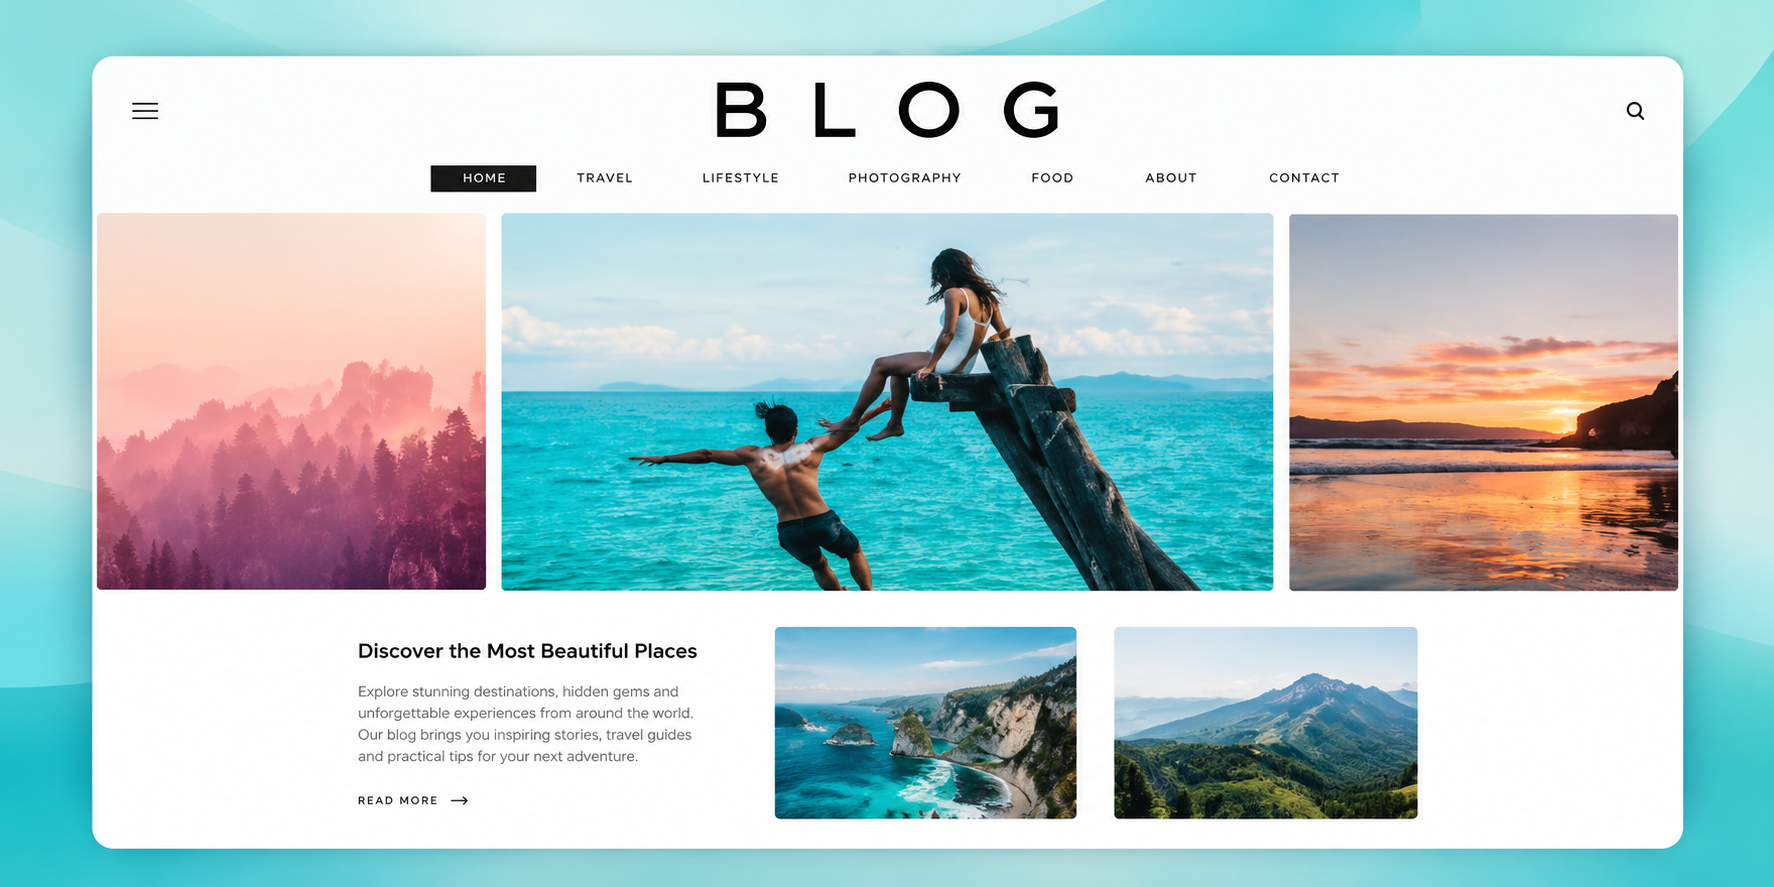 BLOG
HOME TRAVEL LIFESTYLE PHOTOGRAPHY FOOD ABOUT CONTACT
Discover the Most Beautiful Places
Explore stunning destinations, hidden gems and
unforgettable experiences from around the world.
Our blog brings you inspiring stories, travel guides
and practical tips for your next adventure.
READ MORE